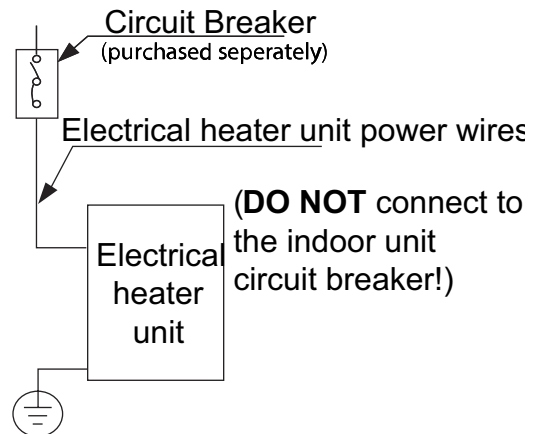 Circuit Breaker
(purchased seperately)
Electrical heater unit power wires
(DO NOT connect to
the indoor unit
circuit breaker!)
Electrical
heater
unit